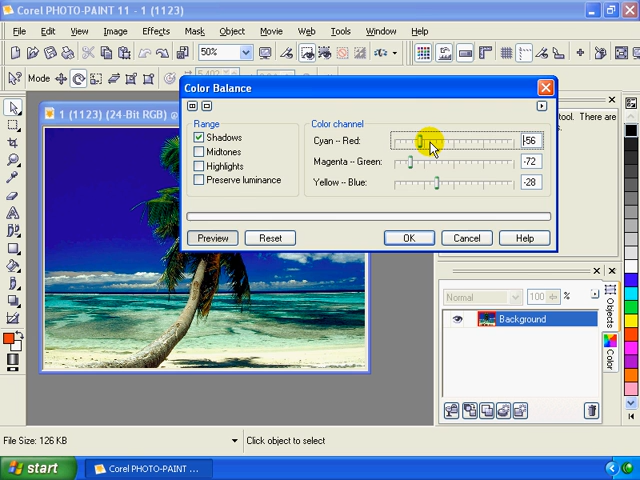 Corel PHOTO-PAINT 11 - 1 (1123)
File Edit View Image Effects Mask Object Movie Web Tools Window Help
50%
Mode
Color Balance
1 (1123) (24-Bit RGB) @
tool. There are
Range
Color channel
Shadows
Cyan -- Red: -56
Midtones
Magenta -- Green: -72
Highlights
Preserve luminance
Yellow -- Blue: -28
Preview Reset OK Cancel Help
Normal 100 %
Background
Objects
Color
File Size: 126 KB Click object to select
start Corel PHOTO-PAINT ...